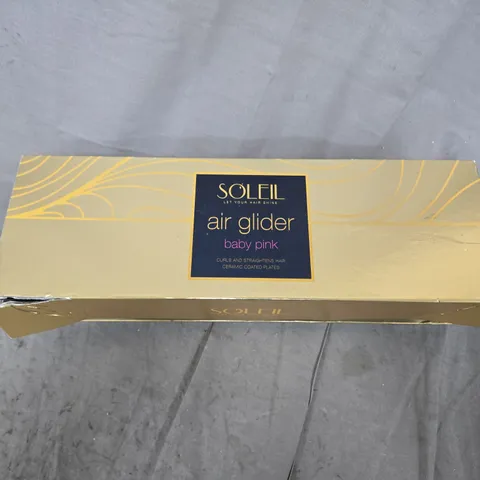 SOLEIL
LET YOUR HAIR SHINE
air glider
baby pink
CURLS AND STRAIGHTENS HAIR
CERAMIC COATED PLATES
SOLEIL